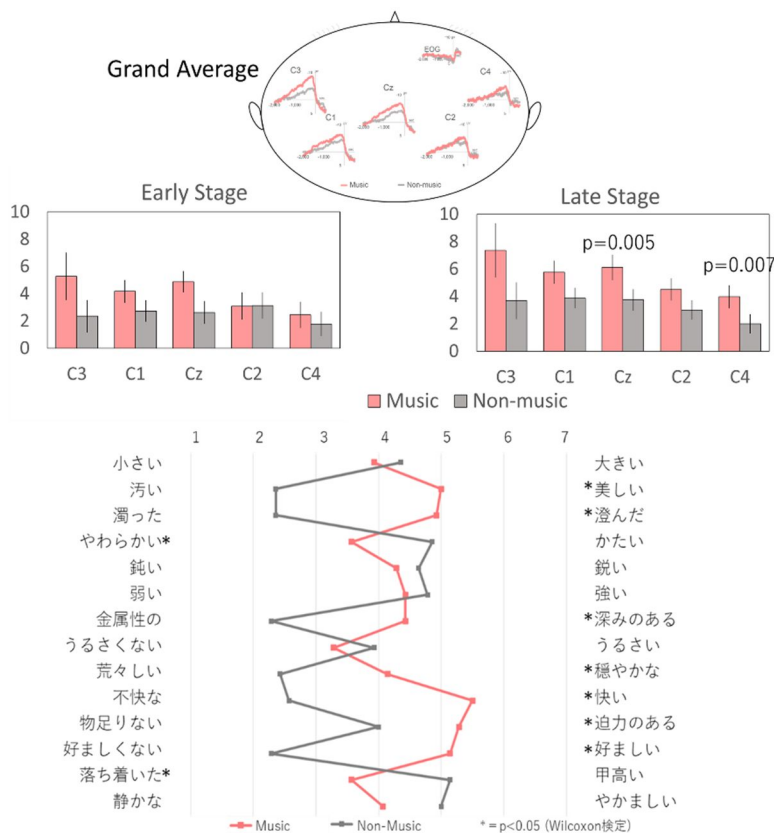 Grand Average
EOG
C3
C4
Cz
C1
C2
-2,000
-1,000
Music
Non-music
Early Stage
10
8
6
4
2
0
C3
C1
Cz
C2
C4
Late Stage
10
8
6
4
2
0
p=0.005
p=0.007
C3
C1
Cz
C2
C4
Music
Non-music
1 2 3 4 5 6 7
小さい 大きい
汚い *美しい
濁った *澄んだ
やわらかい* かたい
鈍い 鋭い
弱い 強い
金属性の *深みのある
うるさくない うるさい
荒々しい *穏やかな
不快な *快い
物足りない *迫力のある
好ましくない *好ましい
落ち着いた* 甲高い
静かな やかましい
Music Non-Music * = p<0.05 (Wilcoxon検定)